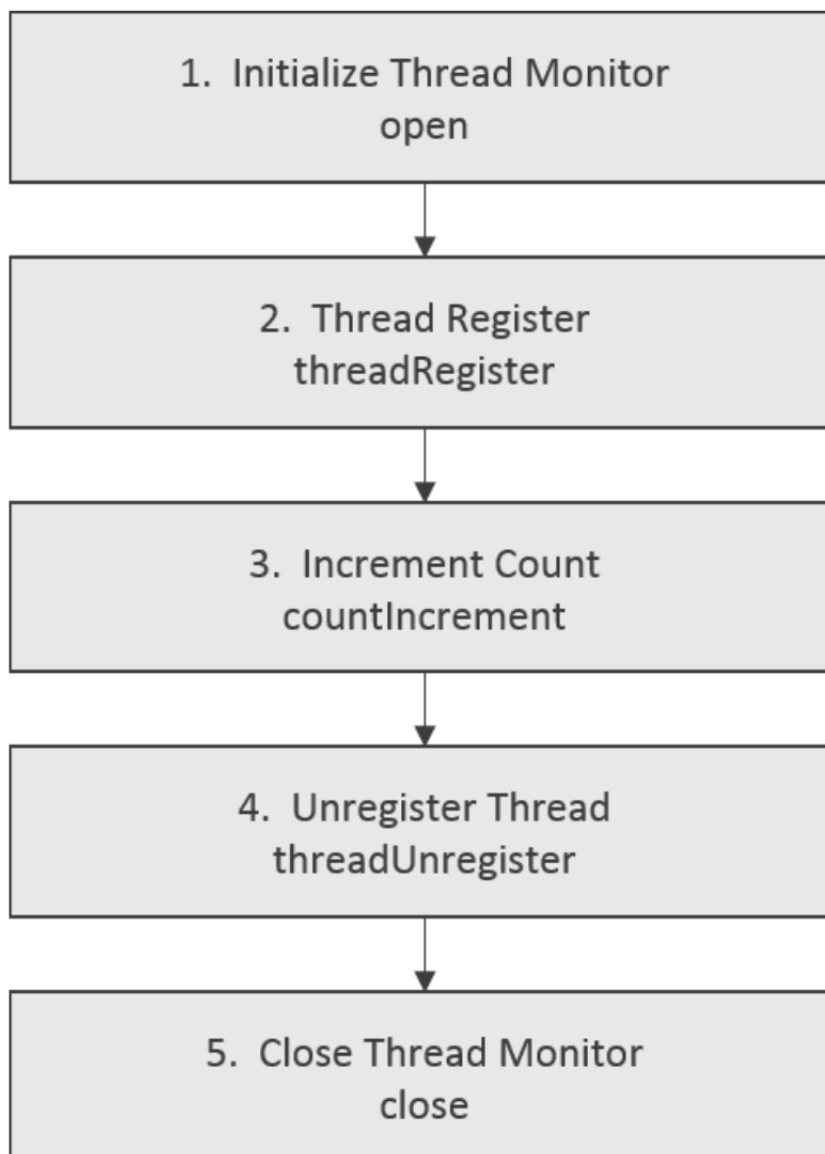 1. Initialize Thread Monitor
open
2. Thread Register
threadRegister
3. Increment Count
countIncrement
4. Unregister Thread
threadUnregister
5. Close Thread Monitor
close